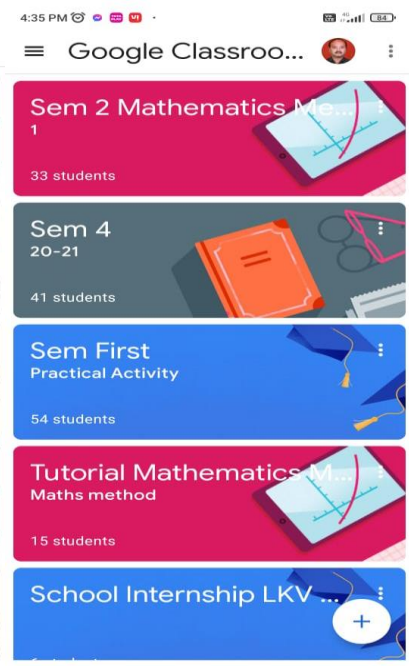 4:35 PM
84
Google Classroo...
Sem 2 Mathematics Me...
1
33 students
Sem 4
20-21
41 students
Sem First
Practical Activity
54 students
Tutorial Mathematics M...
Maths method
15 students
School Internship LKV ...